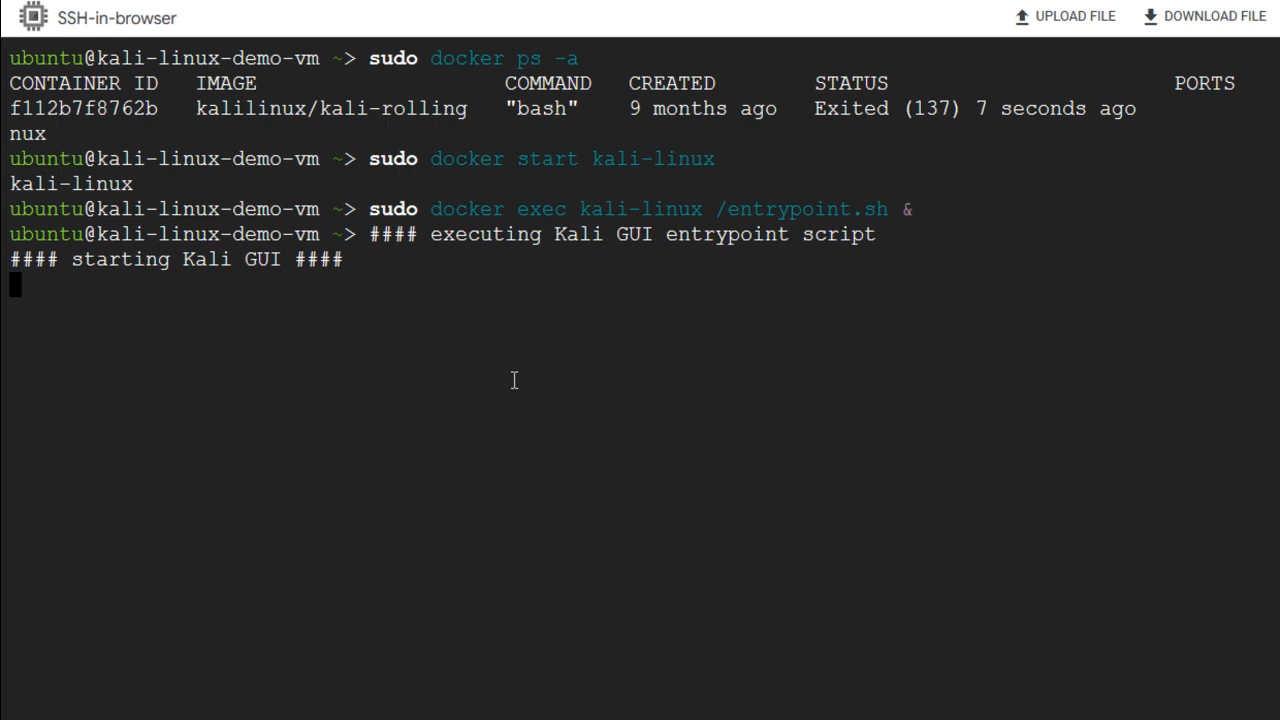 SSH-in-browser UPLOAD FILE DOWNLOAD FILE
ubuntu@kali-linux-demo-vm ~> sudo docker ps -a
CONTAINER ID IMAGE COMMAND CREATED STATUS PORTS
f112b7f8762b kalilinux/kali-rolling "bash" 9 months ago Exited (137) 7 seconds ago
nux
ubuntu@kali-linux-demo-vm ~> sudo docker start kali-linux
kali-linux
ubuntu@kali-linux-demo-vm ~> sudo docker exec kali-linux /entrypoint.sh &
ubuntu@kali-linux-demo-vm ~> #### executing Kali GUI entrypoint script
#### starting Kali GUI ####